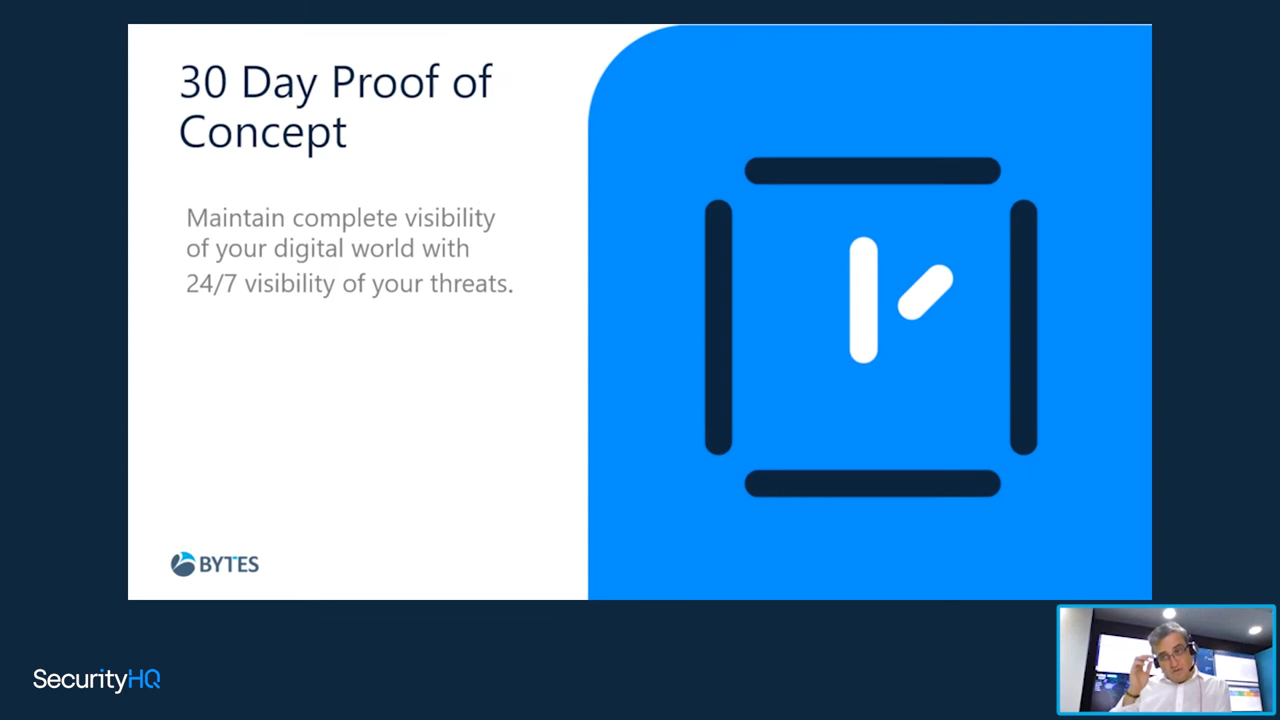 30 Day Proof of
Concept
Maintain complete visibility
of your digital world with
24/7 visibility of your threats.
BYTES
SecurityHQ